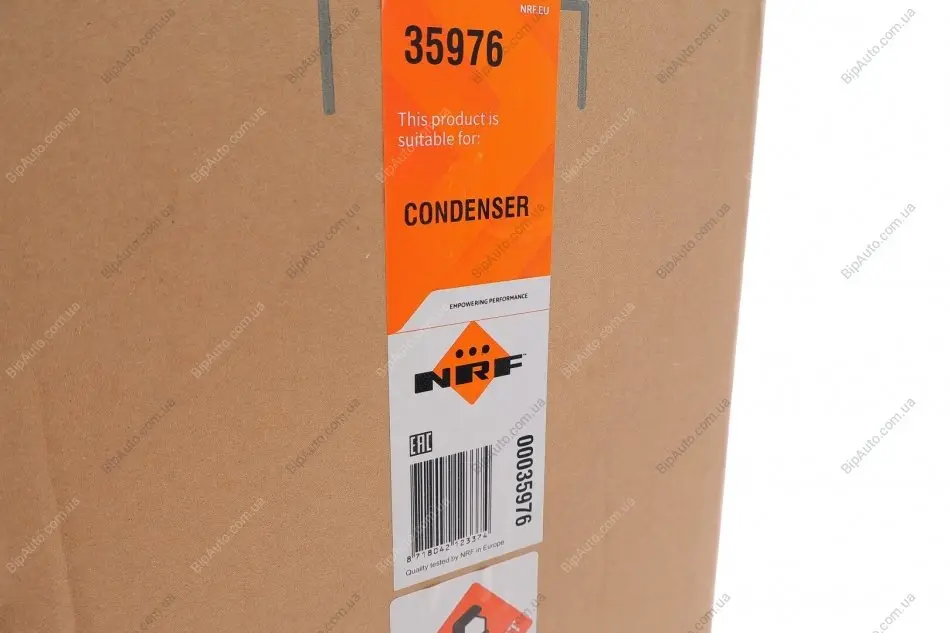 NRF.EU
35976
This product is
suitable for:
CONDENSER
EMPOWERING PERFORMANCE
NRF
EAC
00035976
8 718042 123374
Quality tested by NRF in Europe
BipAuto.com.ua